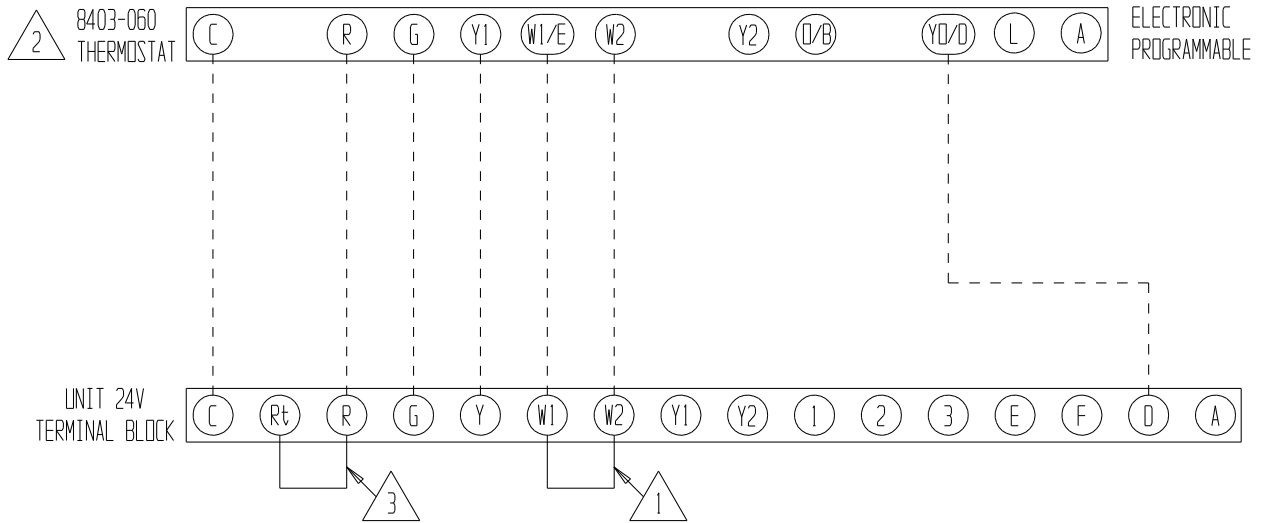 2
8403-060
THERMOSTAT
C R G Y1 W1/E W2 Y2 O/B YO/D L A
ELECTRONIC
PROGRAMMABLE
UNIT 24V
TERMINAL BLOCK
C Rt R G Y W1 W2 Y1 Y2 1 2 3 E F O A
3
1